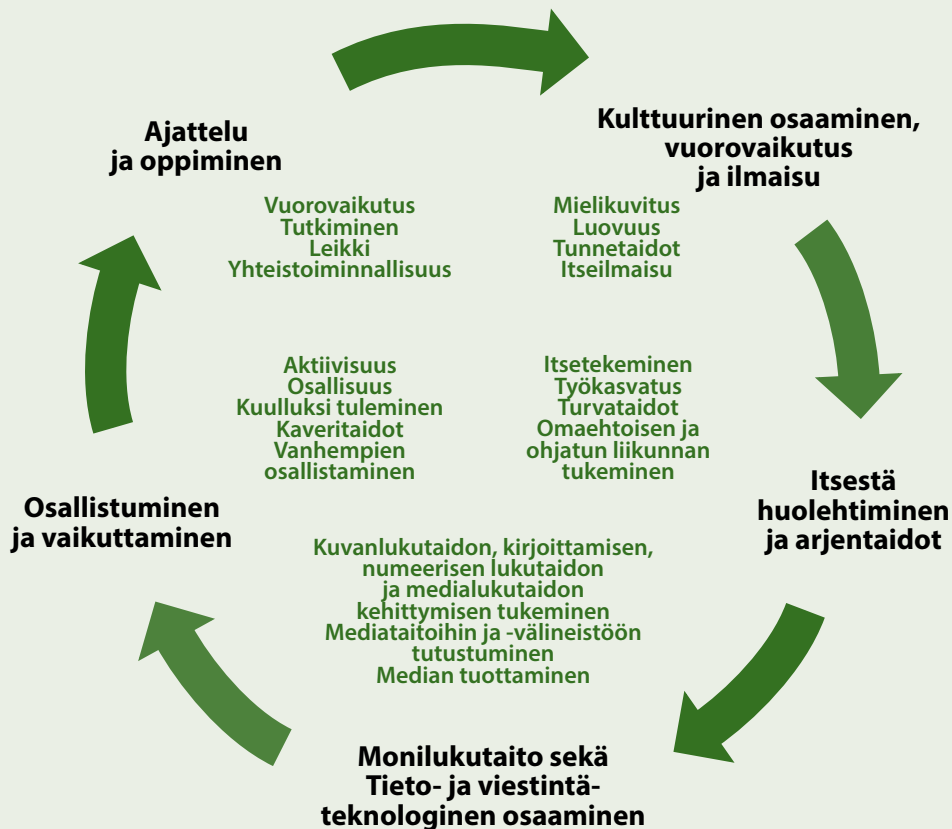 Ajattelu
ja oppiminen
Kulttuurinen osaaminen,
vuorovaikutus
ja ilmaisu
Vuorovaikutus
Tutkiminen
Leikki
Yhteistoiminnallisuus
Mielikuvitus
Luovuus
Tunnetaidot
Itseilmaisu
Aktiivisuus
Osallisuus
Kuulluksi tuleminen
Kaveritaidot
Vanhempien
osallistaminen
Itsetekeminen
Työkasvatus
Turvataidot
Omaehtoisen ja
ohjatun liikunnan
tukeminen
Osallistuminen
ja vaikuttaminen
Itsestä
huolehtiminen
ja arjentaidot
Kuvanlukutaidon, kirjoittamisen,
numeerisen lukutaidon
ja medialukutaidon
kehittymisen tukeminen
Mediataitoihin ja -välineistöön
tutustuminen
Median tuottaminen
Monilukutaito sekä
Tieto- ja viestintä-
teknologinen osaaminen